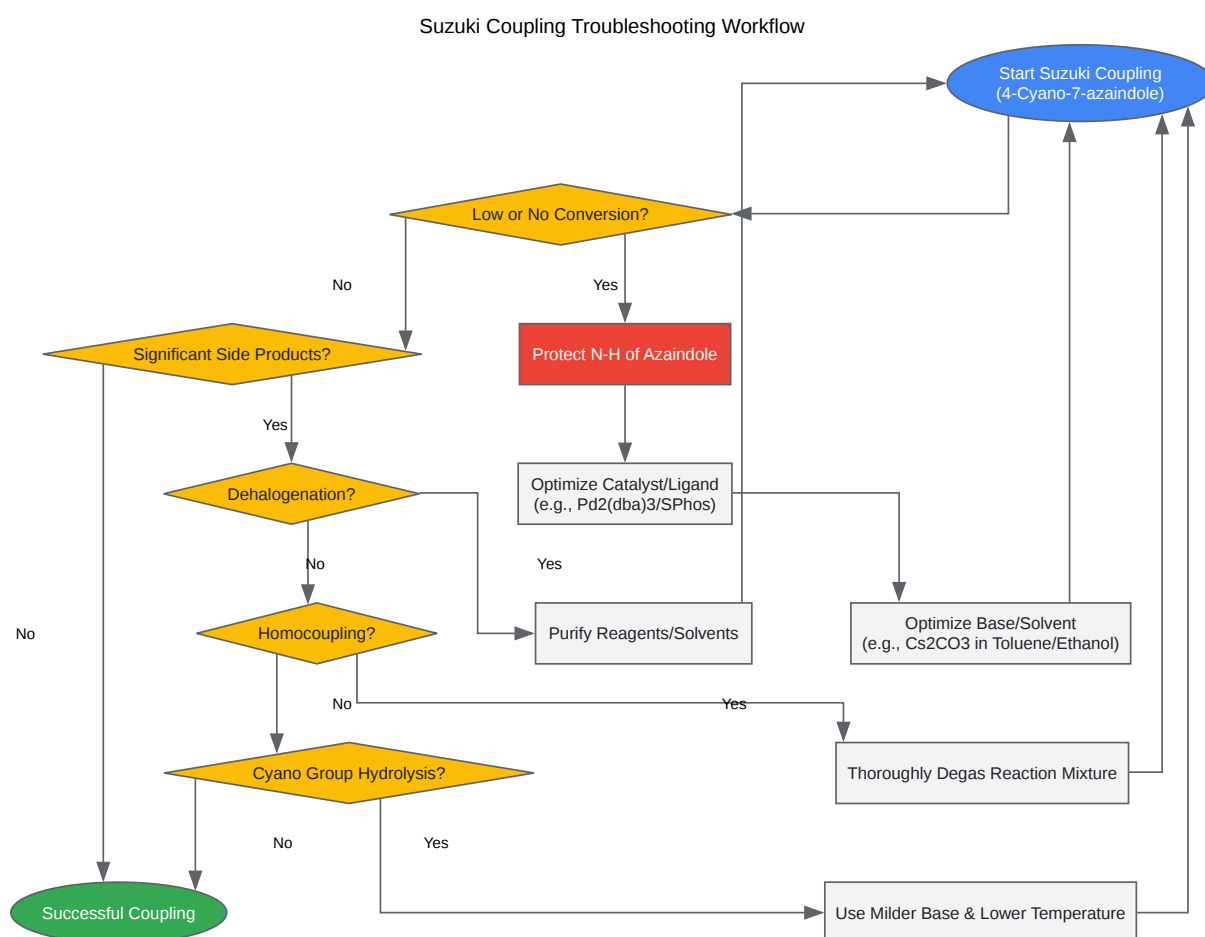 Suzuki Coupling Troubleshooting Workflow
Start Suzuki Coupling
(4-Cyano-7-azaindole)
Low or No Conversion?
No
Yes
Significant Side Products?
Protect N-H of Azaindole
Yes
Dehalogenation?
Optimize Catalyst/Ligand
(e.g., Pd2(dba)3/SPhos)
No
Yes
No
Homocoupling?
Purify Reagents/Solvents
Optimize Base/Solvent
(e.g., Cs2CO3 in Toluene/Ethanol)
No
Yes
Cyano Group Hydrolysis?
Thoroughly Degas Reaction Mixture
No
Yes
Successful Coupling
Use Milder Base & Lower Temperature